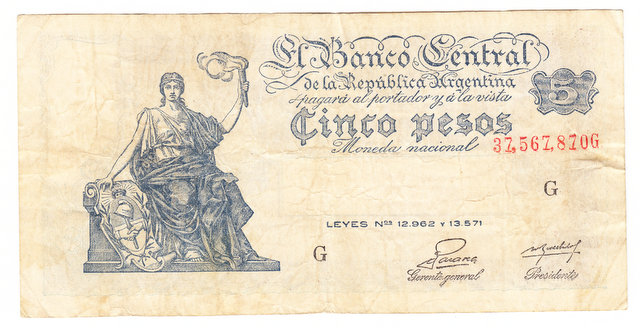 El Banco Central
de la República Argentina
pagará al portador y á la vista
5
Cinco pesos
37,567,870G
Moneda nacional
G
LEYES Nos 12.962 Y 13.571
G
Gerente general
Presidente